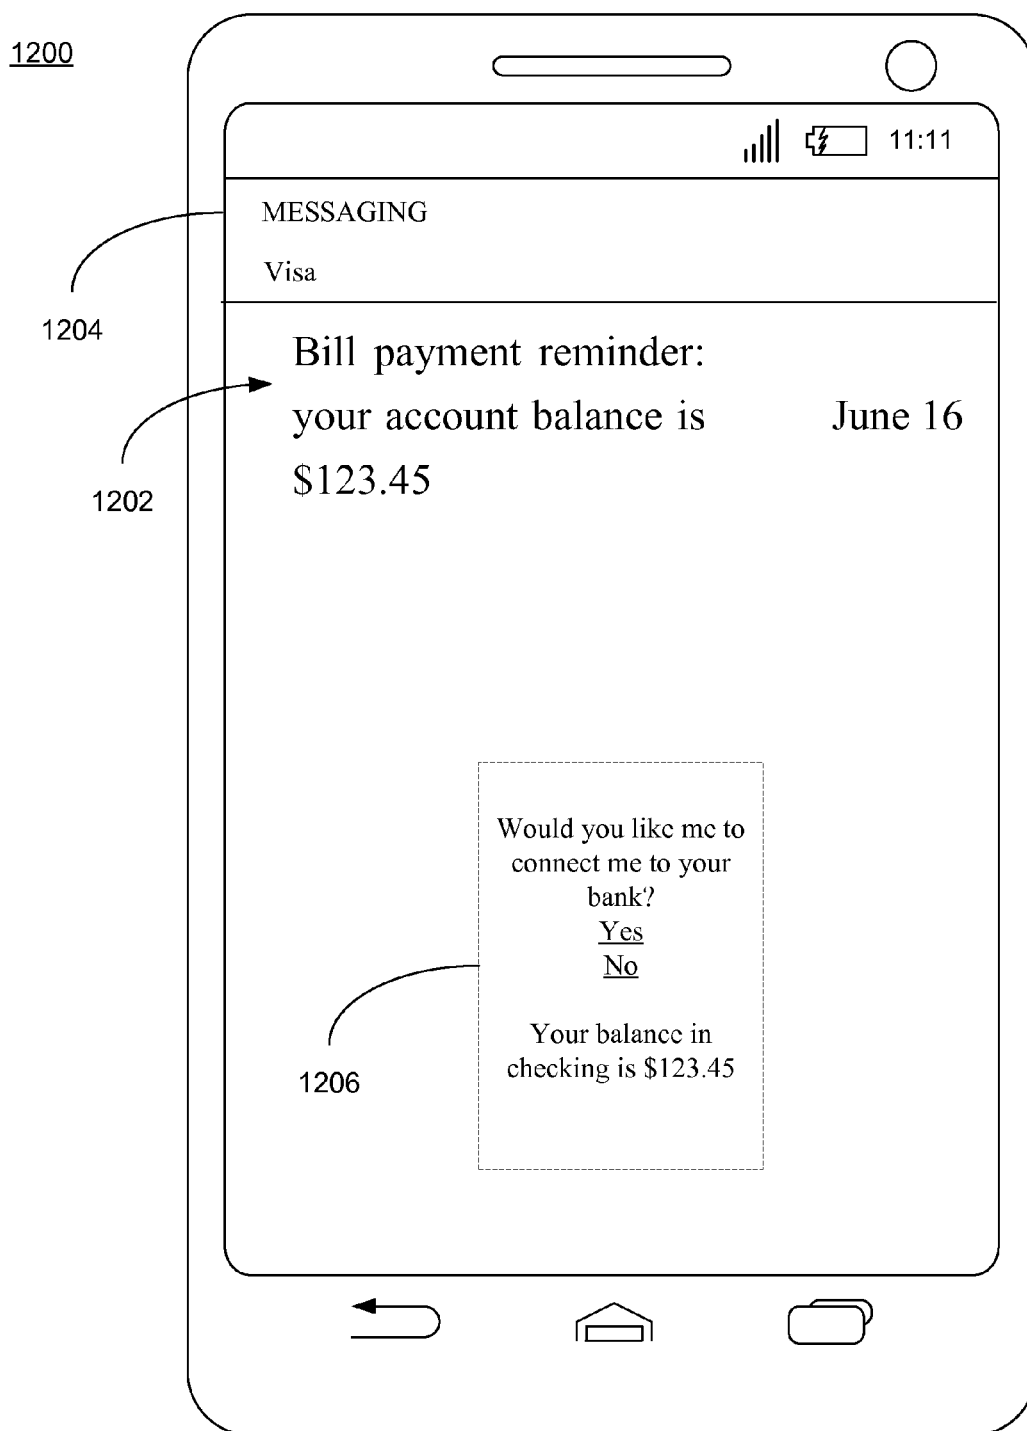 1200
11:11
MESSAGING
Visa
1204
Bill payment reminder:
your account balance is June 16
$123.45
1202
Would you like me to
connect me to your
bank?
Yes
No
Your balance in
checking is $123.45
1206